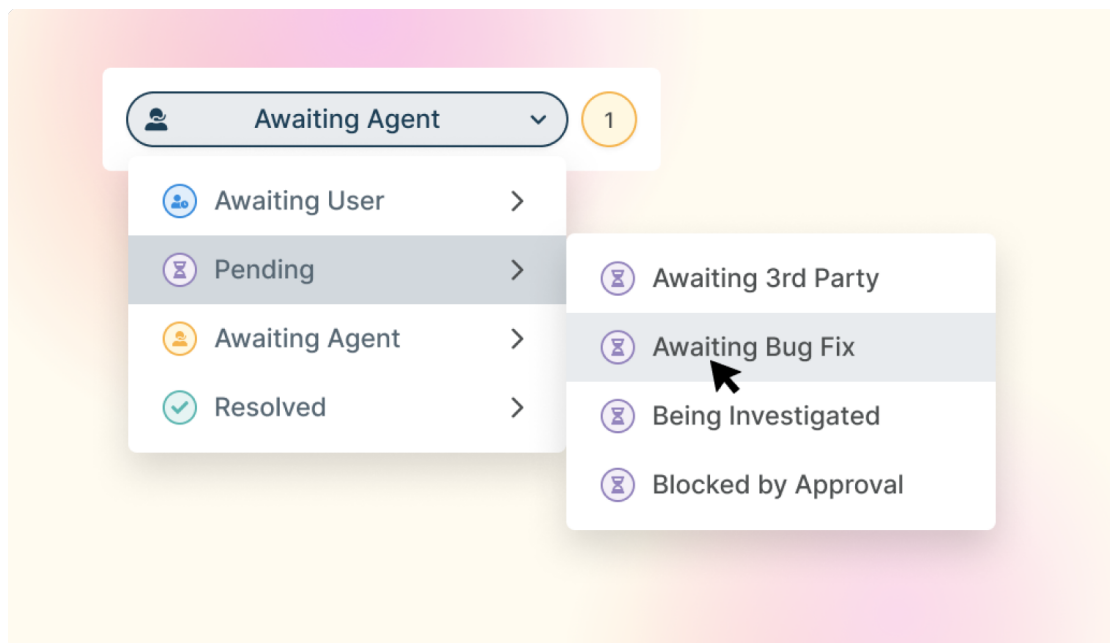 Awaiting Agent
1
Awaiting User
Pending
Awaiting Agent
Resolved
Awaiting 3rd Party
Awaiting Bug Fix
Being Investigated
Blocked by Approval